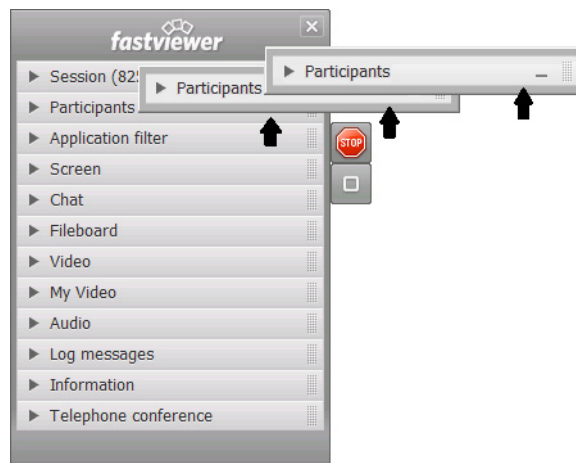 fastviewer
Session (825
Participants
Participants
Participants
Application filter
STOP
Screen
Chat
Fileboard
Video
My Video
Audio
Log messages
Information
Telephone conference